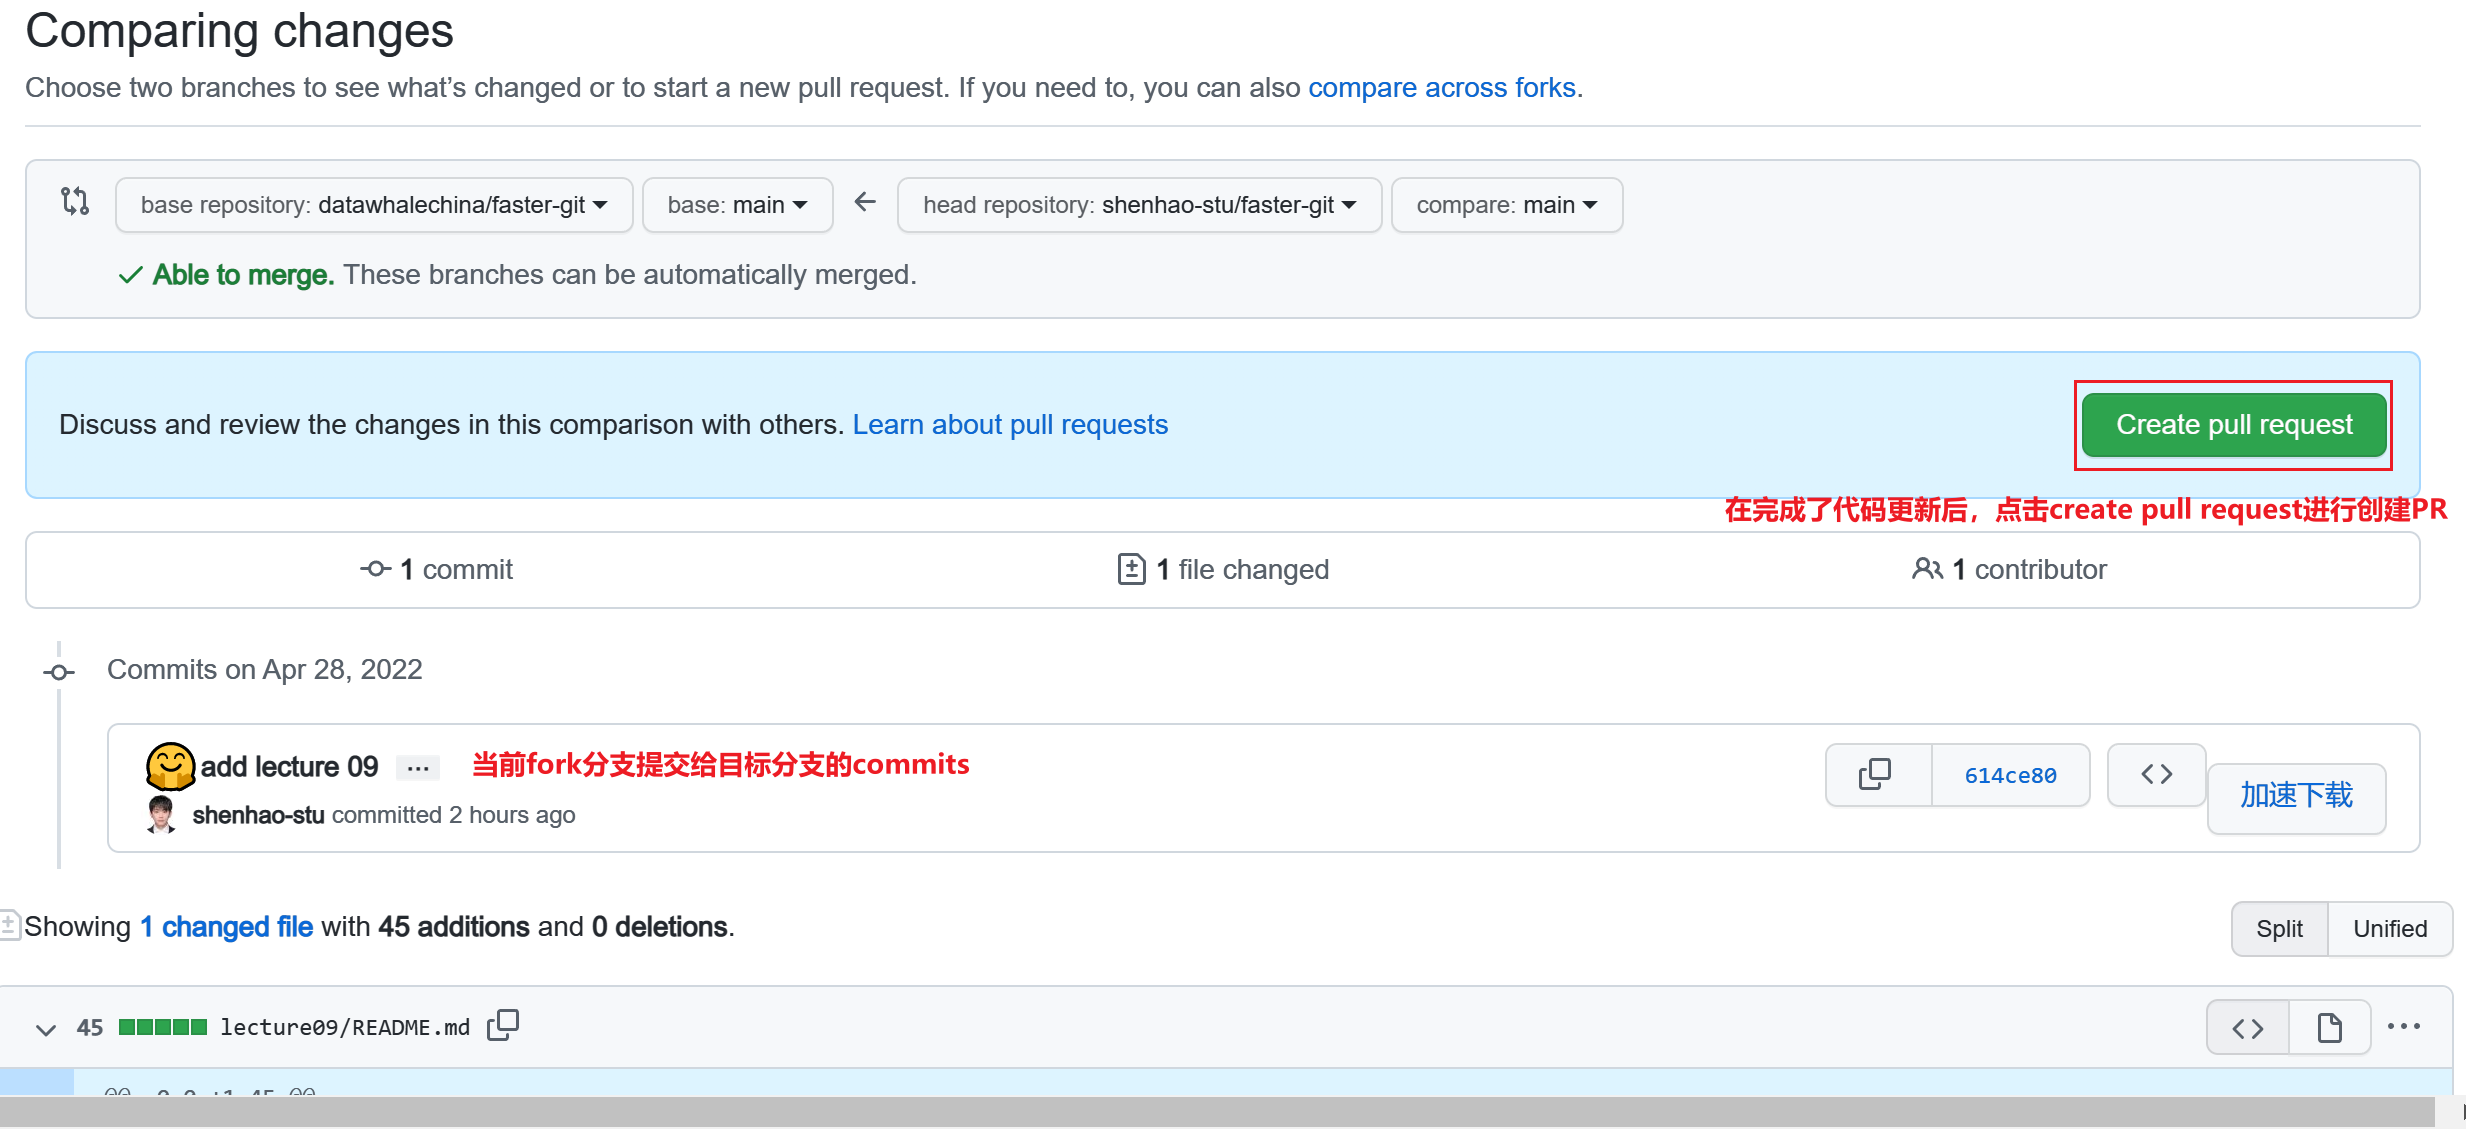 Comparing changes
Choose two branches to see what’s changed or to start a new pull request. If you need to, you can also compare across forks.
base repository: datawhalechina/faster-git base: main head repository: shenhao-stu/faster-git compare: main
Able to merge. These branches can be automatically merged.
Discuss and review the changes in this comparison with others. Learn about pull requests
Create pull request
在完成了代码更新后，点击create pull request进行创建PR
1 commit 1 file changed 1 contributor
Commits on Apr 28, 2022
add lecture 09 ... 当前fork分支提交给目标分支的commits
614ce80
加速下载
shenhao-stu committed 2 hours ago
Showing 1 changed file with 45 additions and 0 deletions.
Split Unified
45 lecture09/README.md